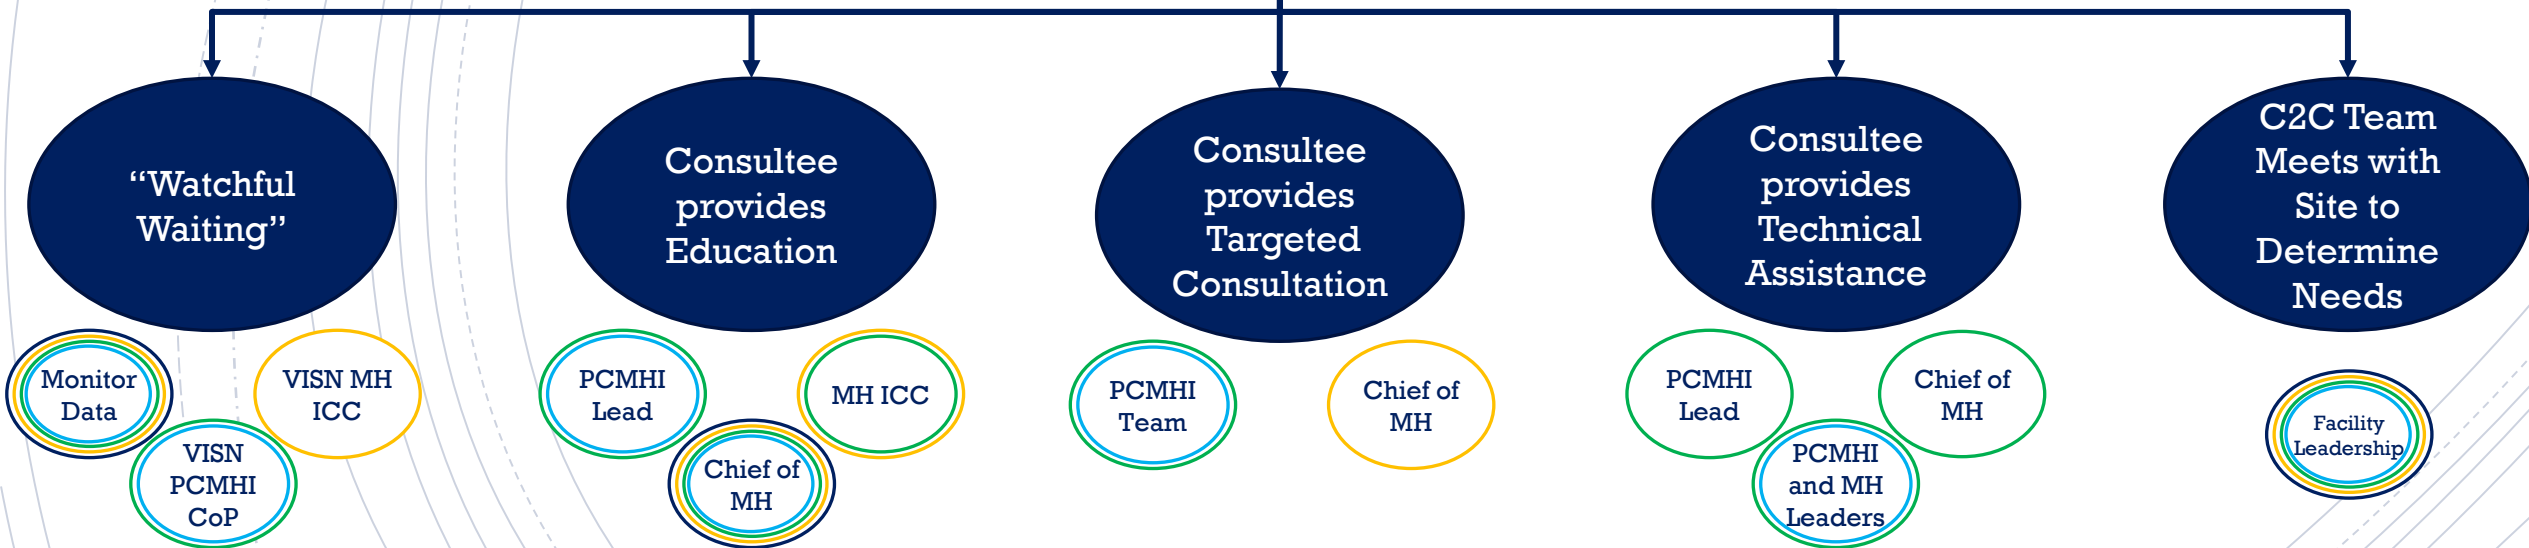 “Watchful
Waiting”
Consultee
provides
Education
Consultee
provides
Targeted
Consultation
Consultee
provides
Technical
Assistance
C2C Team
Meets with
Site to
Determine
Needs
Monitor
Data
VISN MH
ICC
VISN
PCMHI
CoP
PCMHI
Lead
MH ICC
Chief of
MH
PCMHI
Team
Chief of
MH
PCMHI
Lead
Chief of
MH
PCMHI
and MH
Leaders
Facility
Leadership